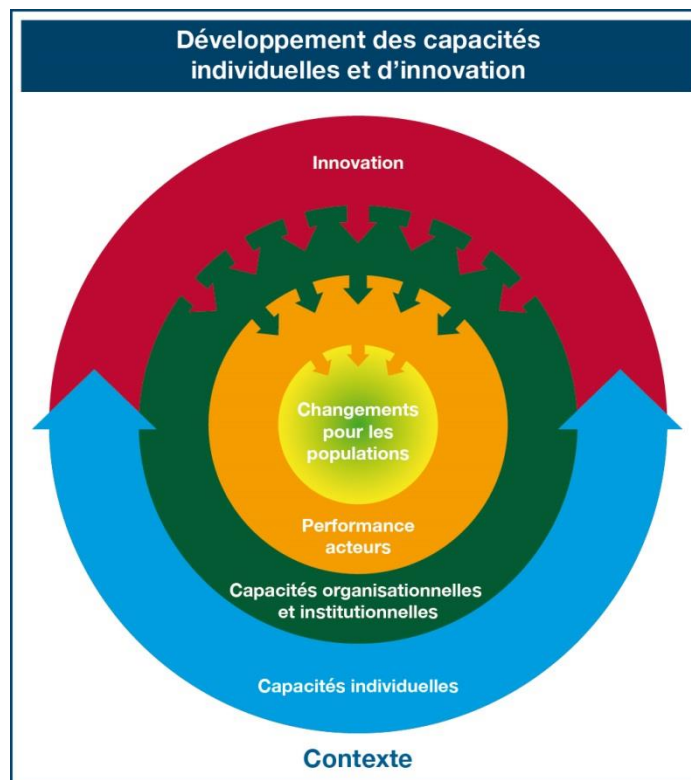 Développement des capacités
individuelles et d'innovation
Innovation
Changements
pour les
populations
Performance
acteurs
Capacités organisationnelles
et institutionnelles
Capacités individuelles
Contexte